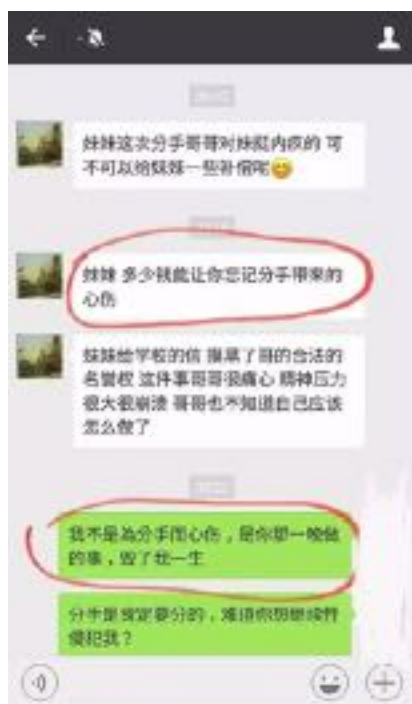 妹妹这次分手哥哥对妹挺内疚的 可
不可以给妹妹一些补偿呢
妹妹 多少钱能让你忘记分手带来的
心伤
妹妹给学校的信 摸黑了哥的合法的
名誉权 这件事哥哥很痛心 精神压力
很大很崩溃 哥哥也不知道自己应该
怎么做了
我不是為分手而心伤，是你那一晚做
的事，毁了我一生
分手是肯定要分的，难道你想继续性
侵犯我？